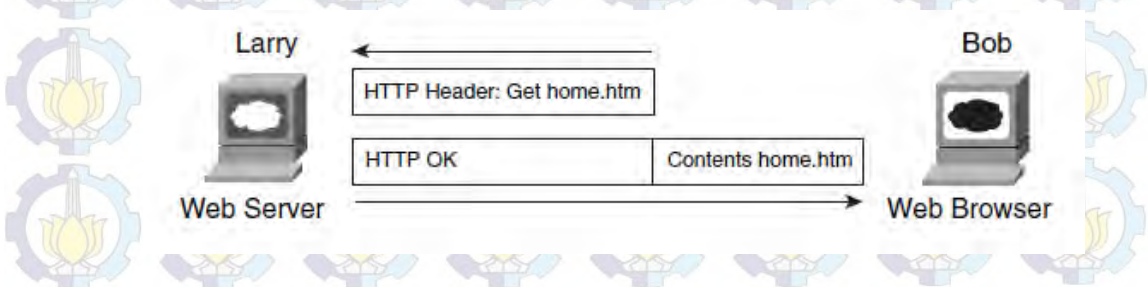 Larry
Bob
HTTP Header: Get home.htm
HTTP OK
Contents home.htm
Web Server
Web Browser